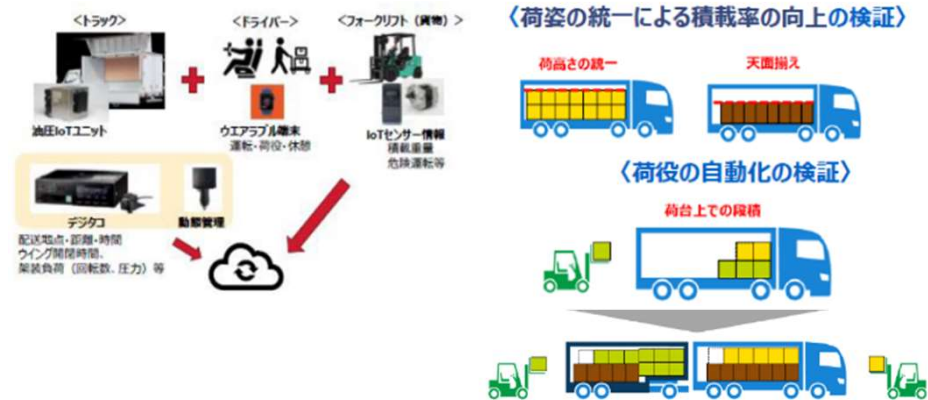 <トラック>
<ドライバー>
<フォークリフト（貨物）>
油圧IoTユニット
ウエアラブル端末
運転・荷役・休憩
IoTセンサー情報
積載重量
危険運転等
デジタコ
動態管理
配送地点・距離・時間
ウイング開閉時間、
架装負荷（回転数、圧力）等
〈荷姿の統一による積載率の向上の検証〉
荷高さの統一
天面揃え
〈荷役の自動化の検証〉
荷台上での段積